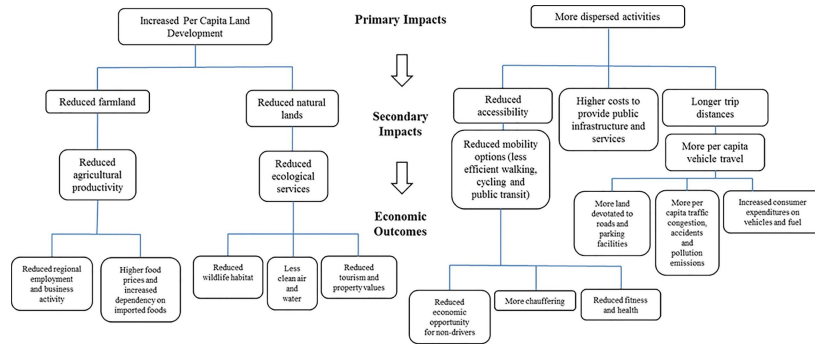 Increased Per Capita Land
Development
Primary Impacts
More dispersed activities
Reduced farmland
Reduced natural
lands
Secondary
Impacts
Reduced
accessibility
Higher costs to
provide public
infrastructure and
services
Longer trip
distances
Reduced
agricultural
productivity
Reduced
ecological
services
Reduced mobility
options (less
efficient walking,
cycling and
public transit)
More per capita
vehicle travel
Economic
Outcomes
More land
devotated to
roads and
parking
facilities
More per
capita traffic
congestion,
accidents
and
pollution
emissions
Increased consumer
expenditures on
vehicles and fuel
Reduced regional
employment
and business
activity
Higher food
prices and
increased
dependency on
imported foods
Reduced
wildlife habitat
Less
clean air
and
water
Reduced
tourism and
property values
Reduced
economic
opportunity
for non-drivers
More chauffering
Reduced fitness
and health